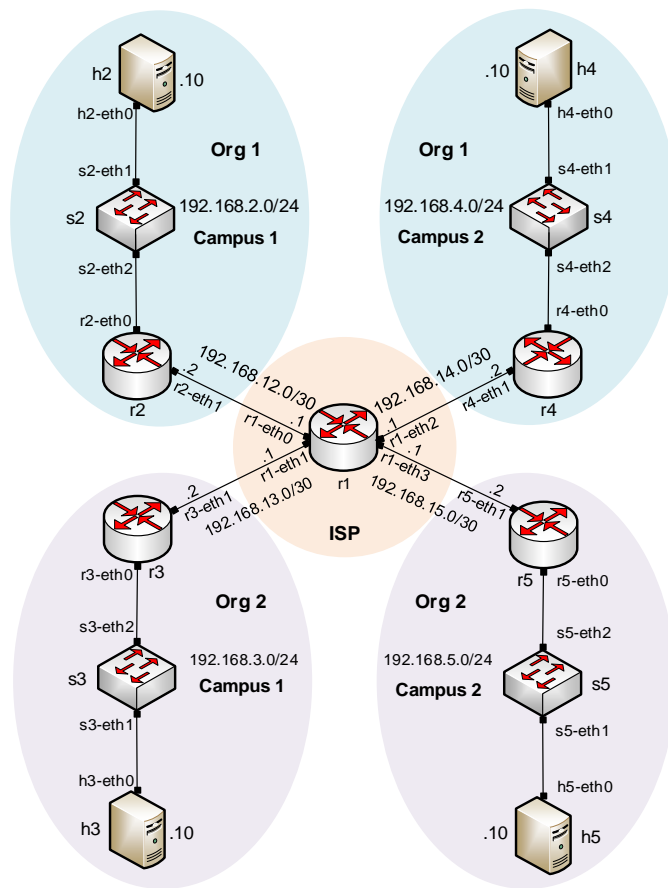 h2
.10
h2-eth0
Org 1
s2-eth1
s2
192.168.2.0/24
Campus 1
s2-eth2
r2-eth0
.2
r2
r2-eth1
192.168.12.0/30
.1
r1-eth0
h4
.10
h4-eth0
Org 1
s4-eth1
192.168.4.0/24
s4
Campus 2
s4-eth2
r4-eth0
192.168.14.0/30
.2
r4
r4-eth1
.1
r1-eth2
r1
ISP
.1
r1-eth1
.2
r3-eth1
192.168.13.0/30
r3-eth0
r3
Org 2
s3-eth2
s3
192.168.3.0/24
Campus 1
s3-eth1
h3-eth0
h3
.10
.1
r1-eth3
.2
r5-eth1
192.168.15.0/30
r5
r5-eth0
Org 2
s5-eth2
192.168.5.0/24
s5
Campus 2
s5-eth1
h5-eth0
.10
h5